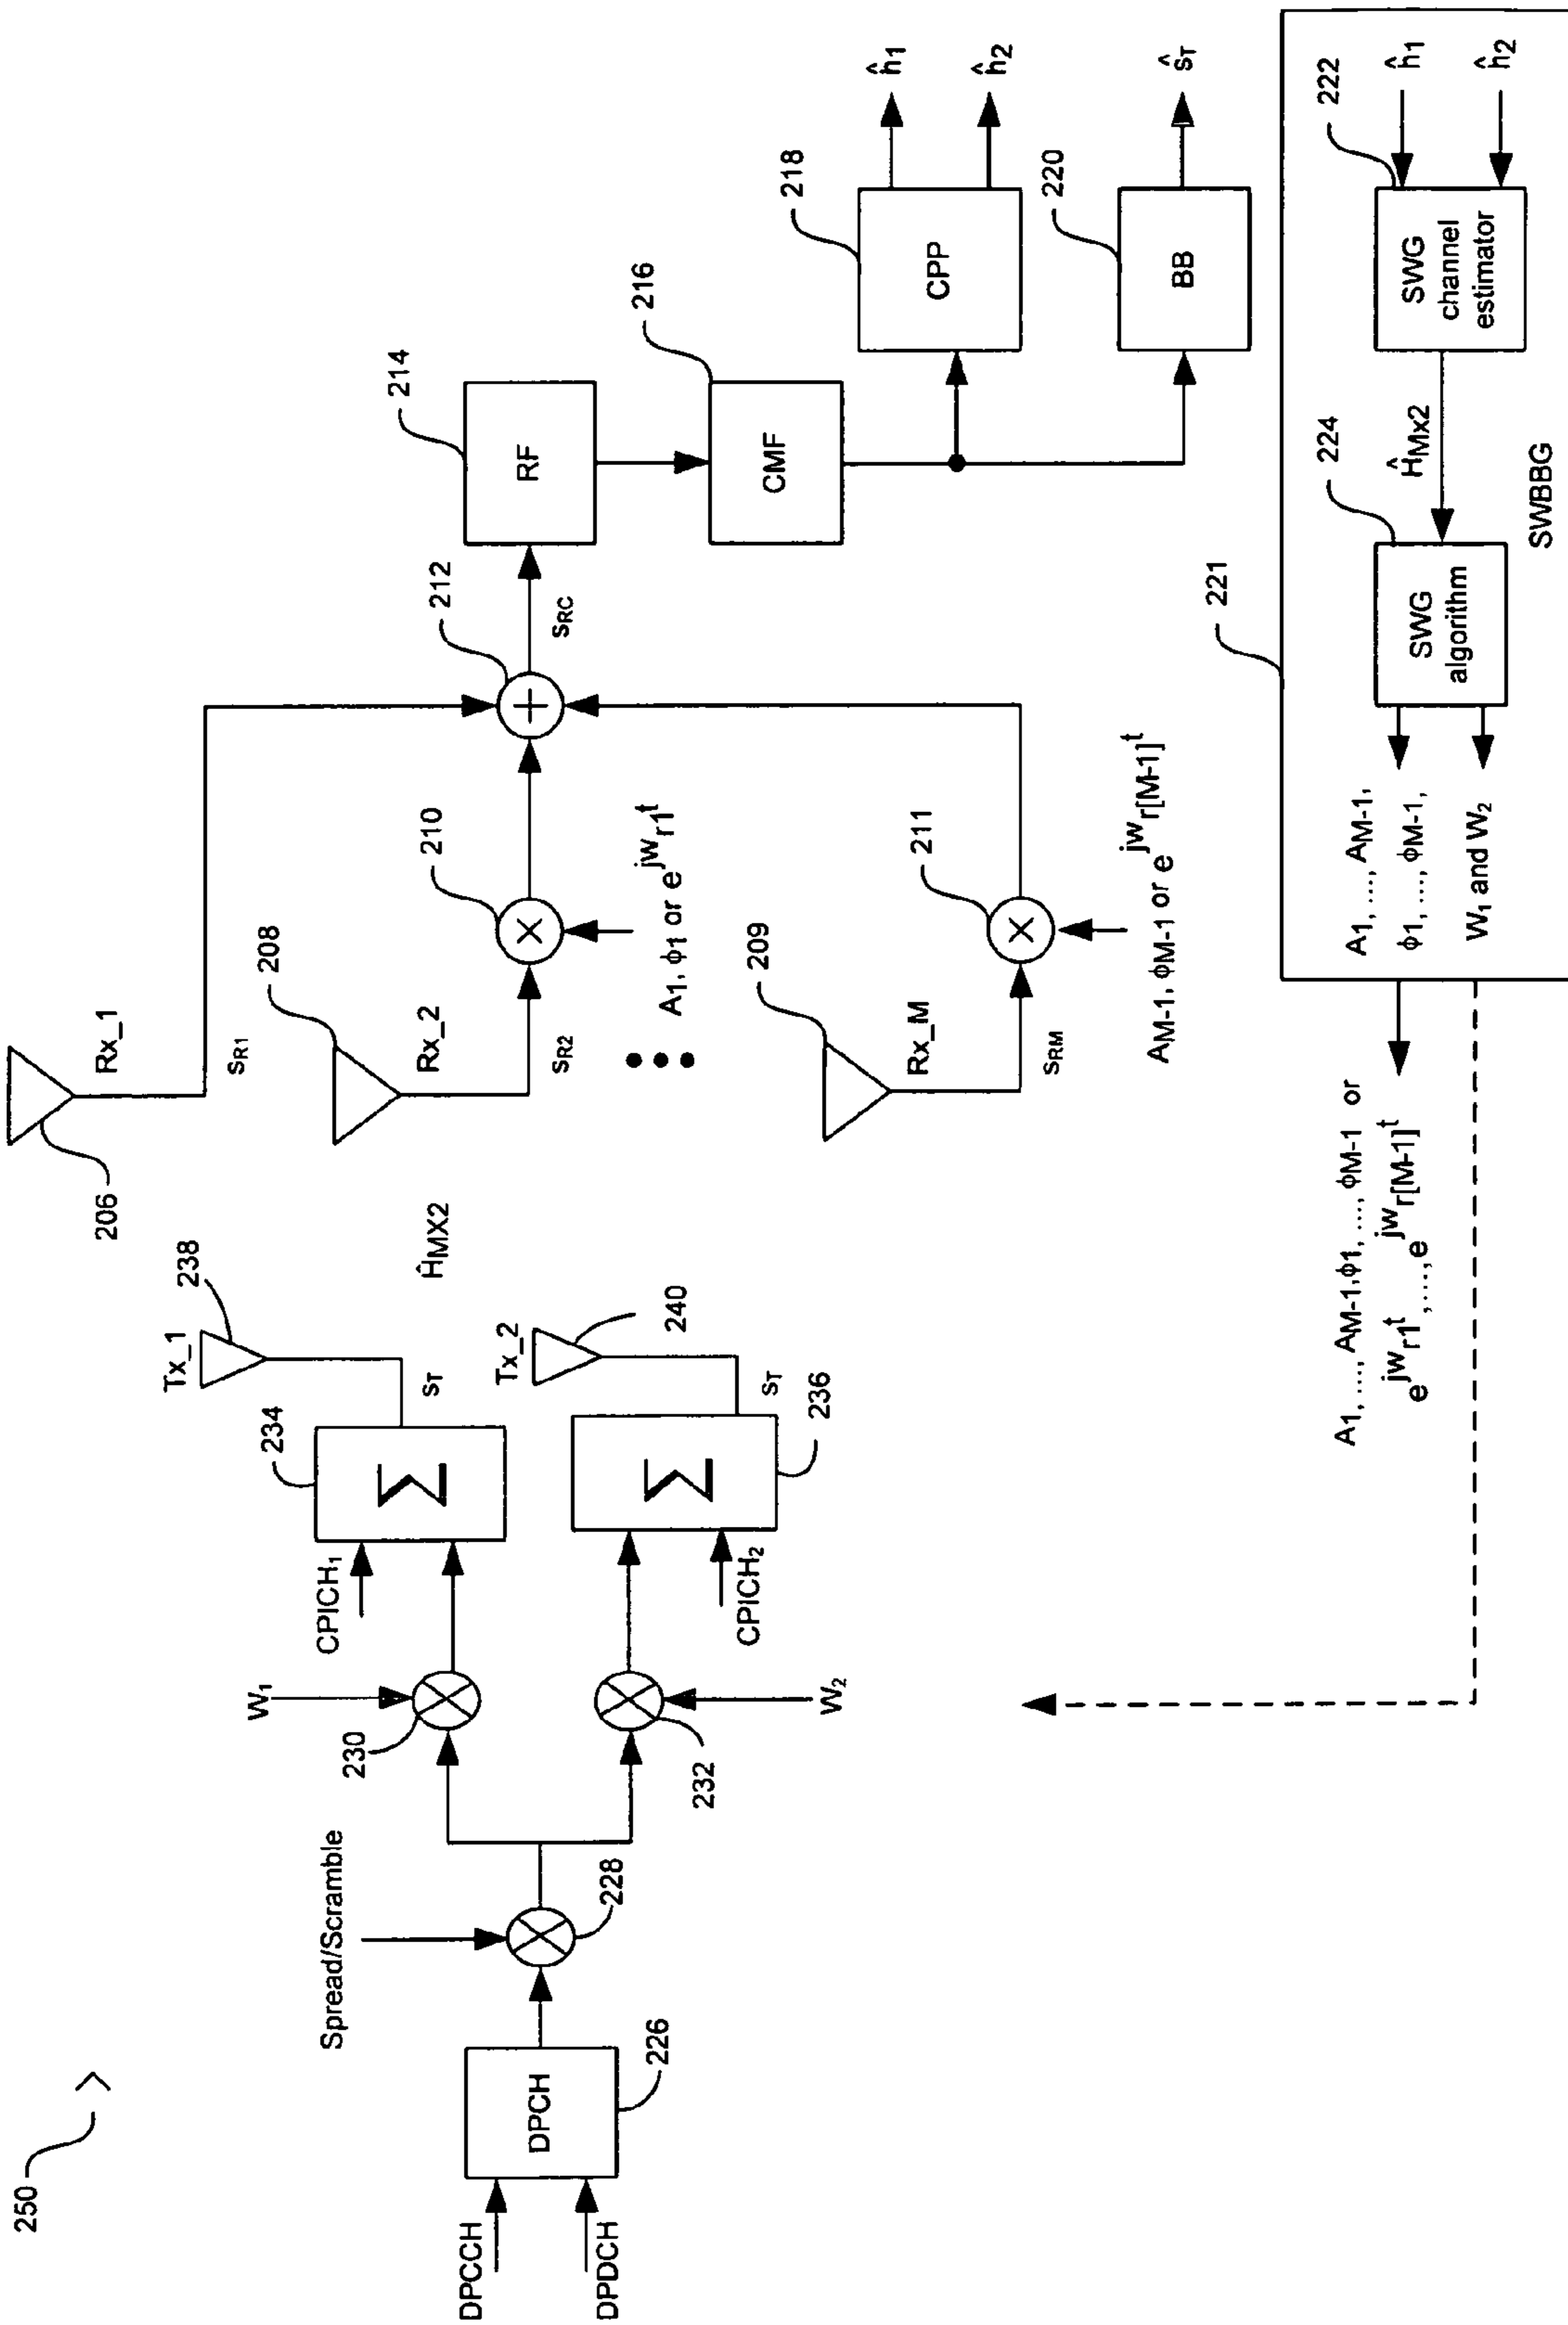 250
DPCCH
DPDCH
DPCH
226
Spread/Scramble
228
W1
230
232
W2
CPICH1
CPICH2
234
Σ
236
Σ
sT
sT
Tx_1
238
Tx_2
240
ĤMX2
206
Rx_1
sR1
208
Rx_2
sR2
209
Rx_M
sRM
210
×
A1, ϕ1 or e^jwr1t
211
×
AM-1, ϕM-1 or e^jwr[M-1]t
212
+
sRC
214
RF
216
CMF
218
CPP
ĥ1
ĥ2
220
BB
ŝT
221
222
SWG
channel
estimator
ĥ1
ĥ2
ĤMx2
224
SWG
algorithm
SWBBG
A1, ..., AM-1,
ϕ1, ..., ϕM-1,
W1 and W2
A1, ..., AM-1,ϕ1, ..., ϕM-1 or
e^jwr1t,...,e^jwr[M-1]t